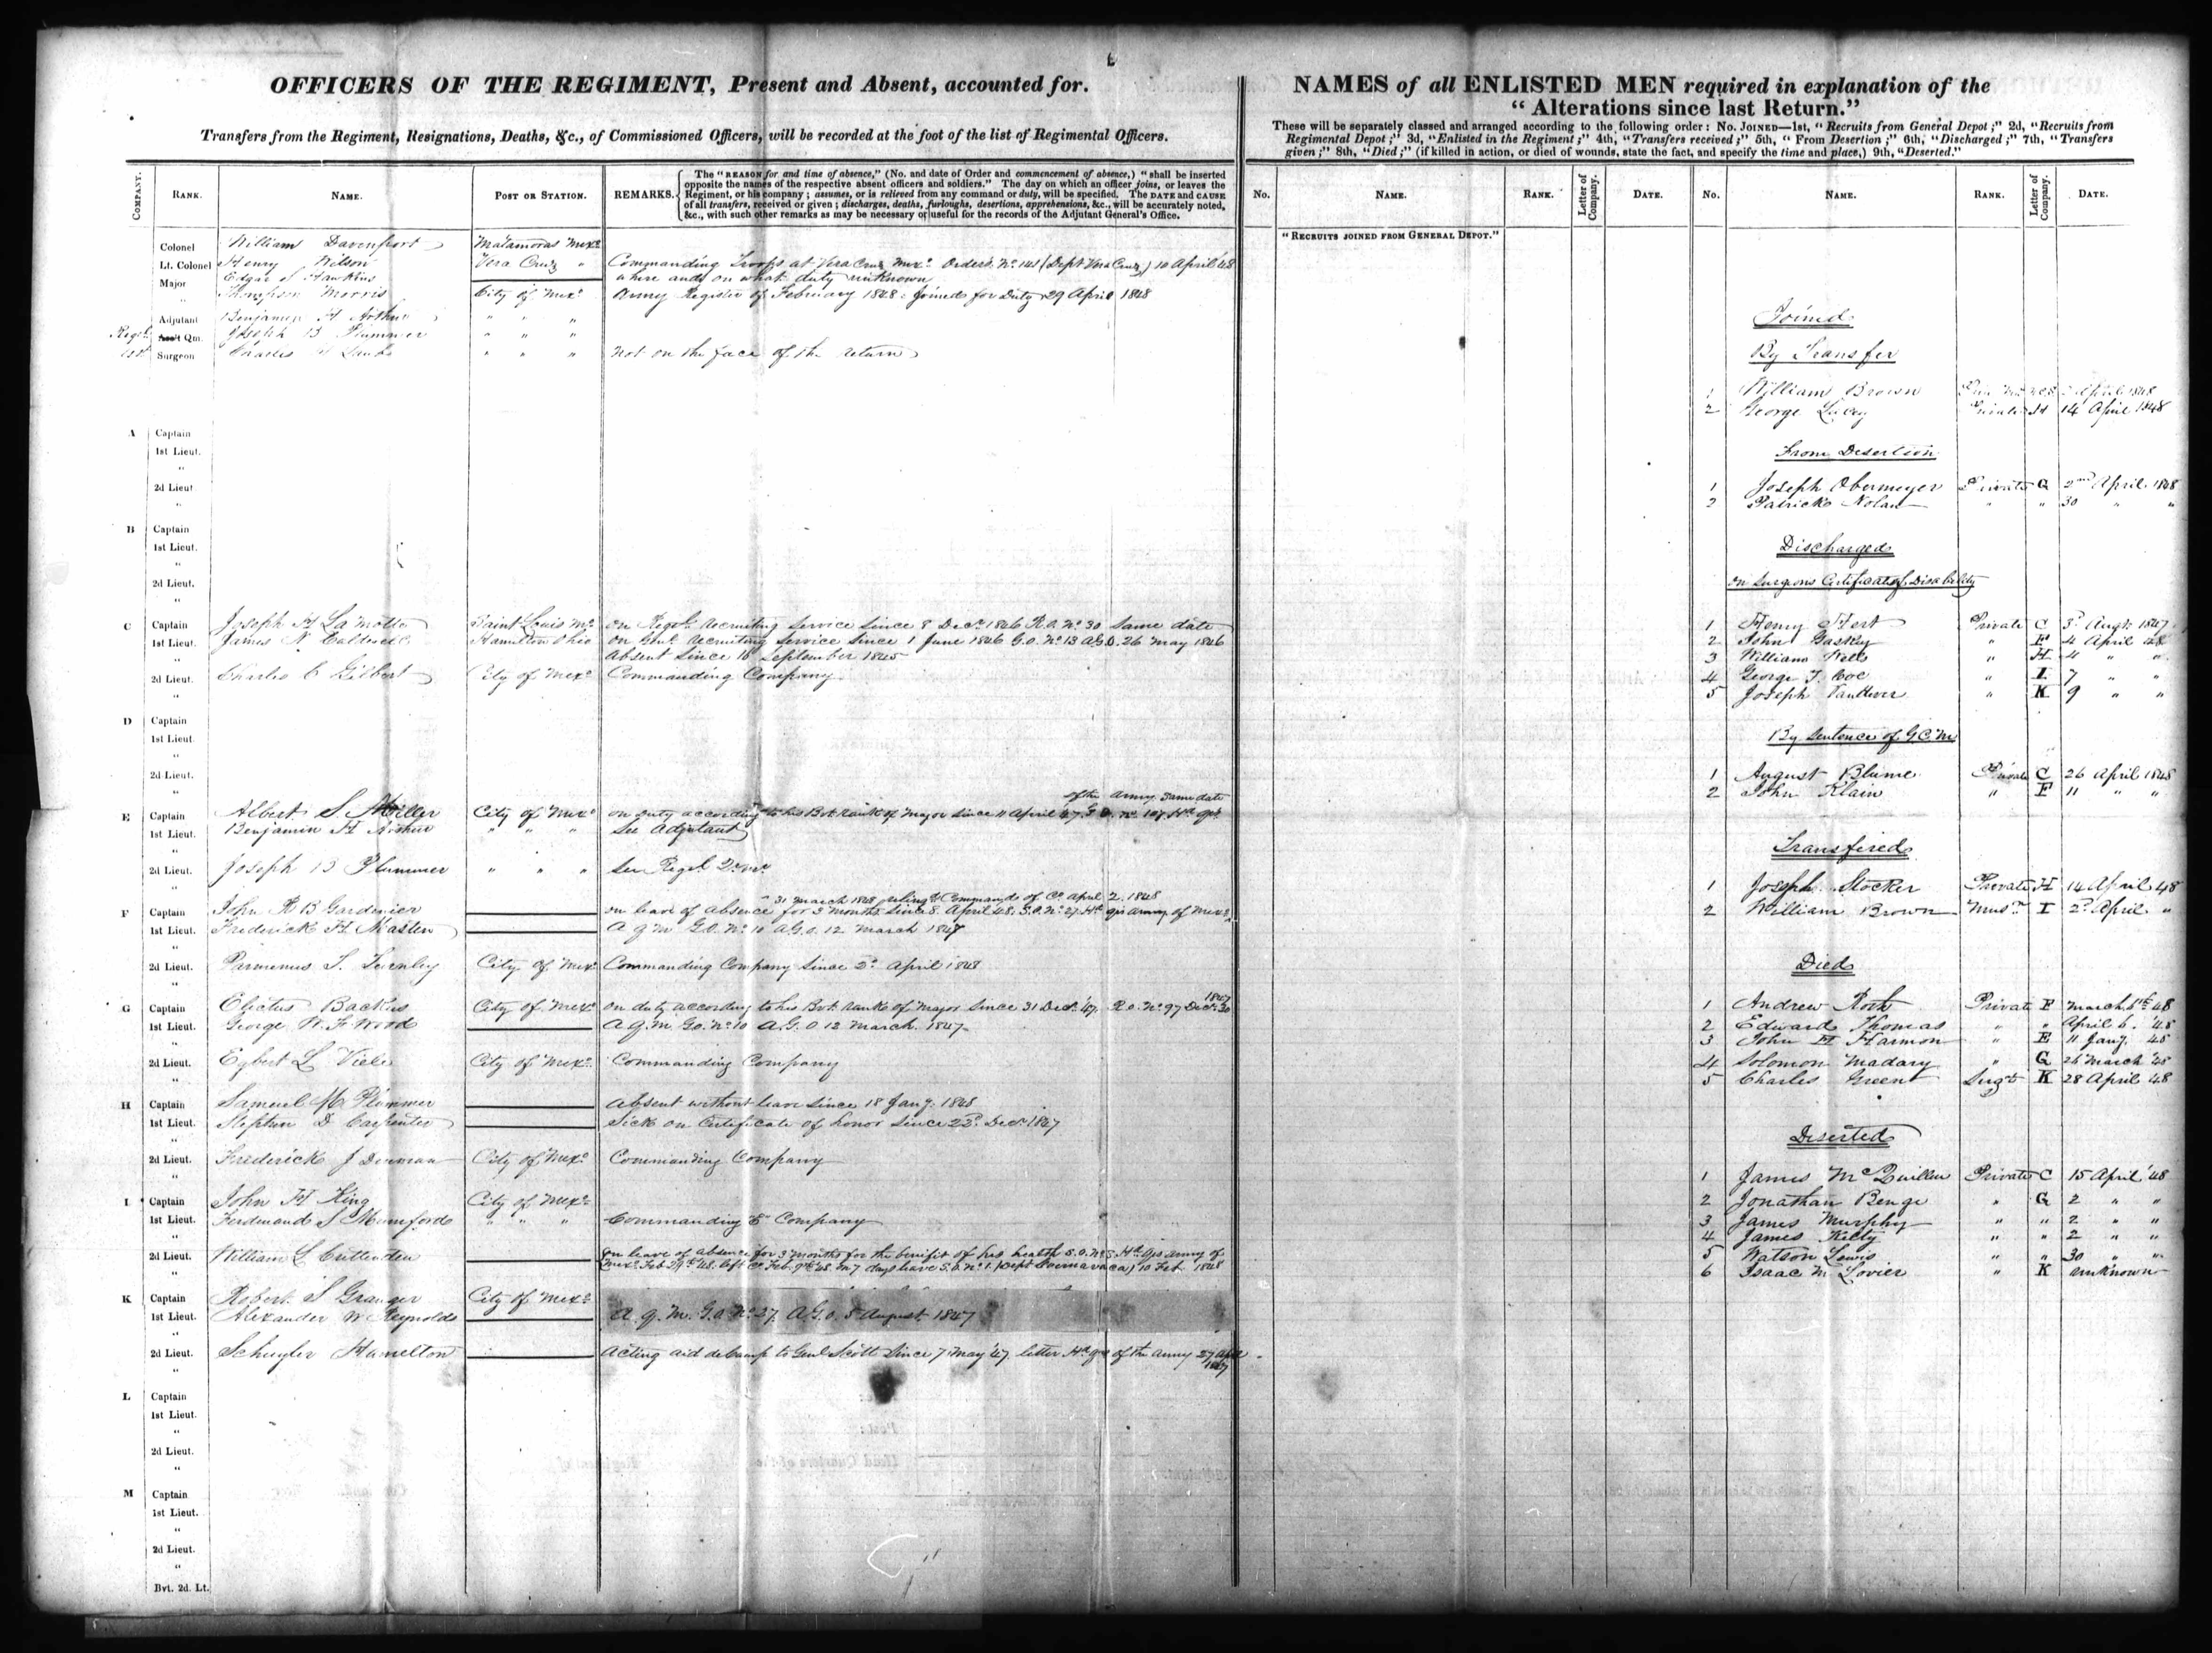 OFFICERS OF THE REGIMENT, Present and Absent, accounted for.
Transfers from the Regiment, Resignations, Deaths, &c., of Commissioned Officers, will be recorded at the foot of the list of Regimental Officers.
COMPANY. RANK. NAME. POST OR STATION. REMARKS.
The "REASON for and time of absence," (No. and date of Order and commencement of absence,) "shall be inserted
opposite the names of the respective absent officers and soldiers." The day on which an officer joins, or leaves the
Regiment, or his company; assumes, or is relieved from any command or duty, will be specified. The DATE and CAUSE
of all transfers, received or given; discharges, deaths, furloughs, desertions, apprehensions, &c., will be accurately noted,
&c., with such other remarks as may be necessary or useful for the records of the Adjutant General's Office.
Colonel William Davenport Matamoras Mexo
Lt. Colonel Henry Wilson Vera Cruz " Commanding Troops at Vera Cruz Mexo Orders No 141 (Dept Vera Cruz) 10 April 48
Major Edgar S Hawkins where and on what duty unknown
" Thompson Morris City of Mexo Army Register of February 1848: Joined for Duty 29 April 1848
Adjutant Benjamin H Arthur " " "
Regtl Ass't Qm. Joseph B Plummer " " "
Asst Surgeon Charles H Laub " " " not on the face of the return
A Captain
1st Lieut.
"
2d Lieut
"
B Captain
1st Lieut.
"
2d Lieut.
"
C Captain Joseph H La Motte Saint Louis Mo on Regtl Recruiting Service since 8 Decr 1846 R.O. No 30 same date
1st Lieut. James N Caldwell Hamilton Ohio on Genl Recruiting Service since 1 June 1846 G.O. No 13 A.G.O. 26 May 1846
" Absent since 16 September 1845
2d Lieut. Charles C Gilbert City of Mexo Commanding Company
"
D Captain
1st Lieut.
"
2d Lieut.
"
of the army same date
E Captain Albert S Miller City of Mexo on duty according to his Bvt Rank of Major since 11 April 47 G.O. No 107 Hd qrs
1st Lieut. Benjamin H Arthur " " " See Adjutant
"
2d Lieut. Joseph B Plummer " " " See Regtl Qr Mr
"
31 March 1848 Command of Co April 2, 1848
F Captain John R B Gardenier on leave of absence for 3 months since 8 April 48. S.O. No 27 Hd qrs army of Mexo
1st Lieut. Frederick H Masten A q m G.O. No 10 A.G.O. 12 March 1847
"
2d Lieut. Parmenas T. Turnley City of Mexo Commanding Company since 2d April 1848
"
G Captain Electus Backus City of Mexo on duty according to his Bvt Rank of Major since 31 Decr 47. R.O. No 97 Decr 30 1847
1st Lieut. George W. F Wood A q. m. G.O. No 10 A.G.O 12 March. 1847.
"
2d Lieut. Egbert L Viele City of Mexo Commanding Company
"
H Captain Samuel M Plummer Absent without leave since 18 Jany. 1848
1st Lieut. Stephen D Carpenter Sick on Certificate of honor since 22d Decr 1847
"
2d Lieut. Frederick J Denman City of Mexo Commanding Company
"
I Captain John H King City of Mexo
1st Lieut. Ferdinand S Mumford " " " Commanding E Company
"
2d Lieut. William L Crittenden on leave of absence for 3 months for the benefit of his health S.O. No 5 Hd Qrs army of
" Mexo Feb 24th 48. left Co Feb. 9th 48 on 7 days leave S.O. No 1. (Dept Cuernavaca) 10 Feb. 1848
K Captain Robert S Granger City of Mexo
1st Lieut. Alexander W Reynolds A. q. M. G.O. No 27. A.G.O. 5 August 1847
"
2d Lieut. Schuyler Hamilton Acting aid de Camp to Genl Scott since 7 May 47. letter Hd qrs of the Army 27 Apl 1847
"
L Captain
1st Lieut.
"
2d Lieut.
"
M Captain
1st Lieut.
"
2d Lieut.
"
Bvt. 2d. Lt.
NAMES of all ENLISTED MEN required in explanation of the
"Alterations since last Return."
These will be separately classed and arranged according to the following order: No. JOINED—1st, "Recruits from General Depot;" 2d, "Recruits from
Regimental Depot;" 3d, "Enlisted in the Regiment;" 4th, "Transfers received;" 5th, "From Desertion;" 6th, "Discharged;" 7th, "Transfers
given;" 8th, "Died;" (if killed in action, or died of wounds, state the fact, and specify the time and place,) 9th, "Deserted."
No. NAME. RANK. Letter of Company. DATE. No. NAME. RANK. Letter of Company. DATE.
"RECRUITS JOINED FROM GENERAL DEPOT."
Joined
By Transfer
1 William Brown April 1848
2 George Lacey Private H 14 April 1848
From Desertion
1 Joseph Obermeyer Private G 2nd April 1848
2 Patrick Nolan " " 30 " "
Discharged
on Surgeons Certificate of Disability
1 Henry Hert Private C 3d Augt 1847
2 John Gaskey " F 4 April 48
3 William Wells " H 4 " "
4 George T. Coe " I 7 " "
5 Joseph Vanliver " K 9 " "
By Sentence of G.C.M
1 August Blume Private C 26 April 1848
2 John Klain " F 11 " "
Transfered
1 Joseph Stocker Private H 14 April 48
2 William Brown Musn I 2d April "
Died
1 Andrew Roth Private F March 48
2 Edward Thomas " " April 6. 48
3 John H Harmon " E 11 Jany. 48
4 Solomon Madary " G 26 March 48
5 Charles Green Sergt K 28 April 48
Deserted
1 James McQuillen Private C 15 April 48
2 Jonathan Benge " G 2 " "
3 James Murphy " " 2 " "
4 James Kilty " " 2 " "
5 Watson Lewis " " 30 " "
6 Isaac M Lovier " K unknown